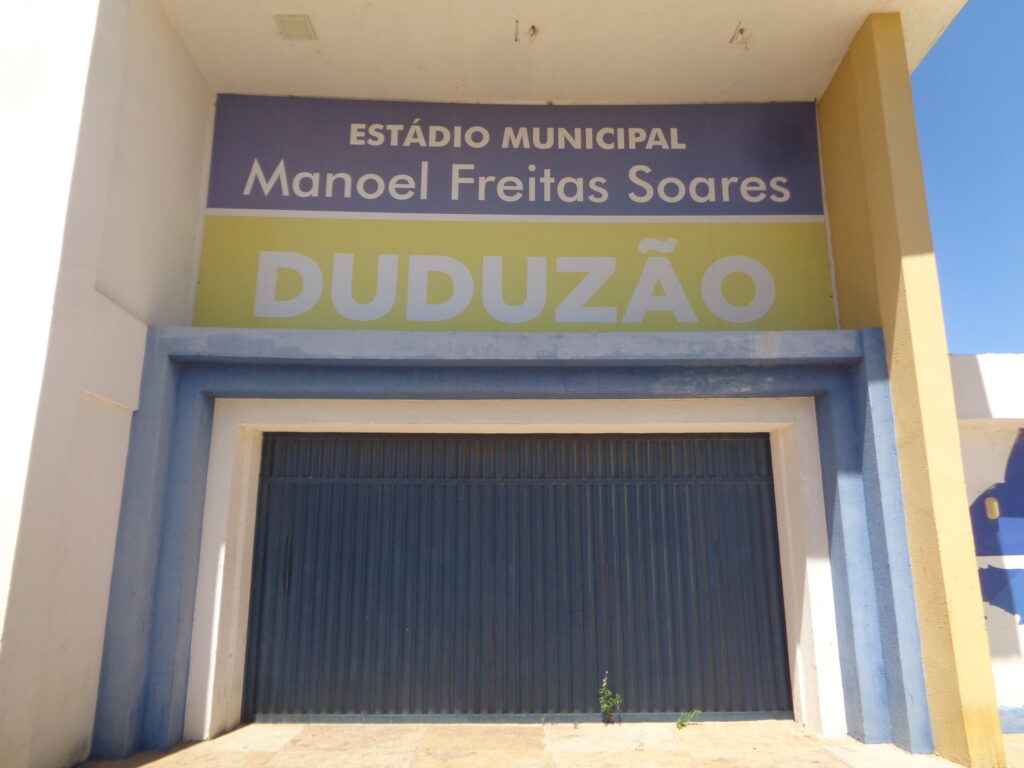 ESTÁDIO MUNICIPAL
Manoel Freitas Soares
DUDUZÃO